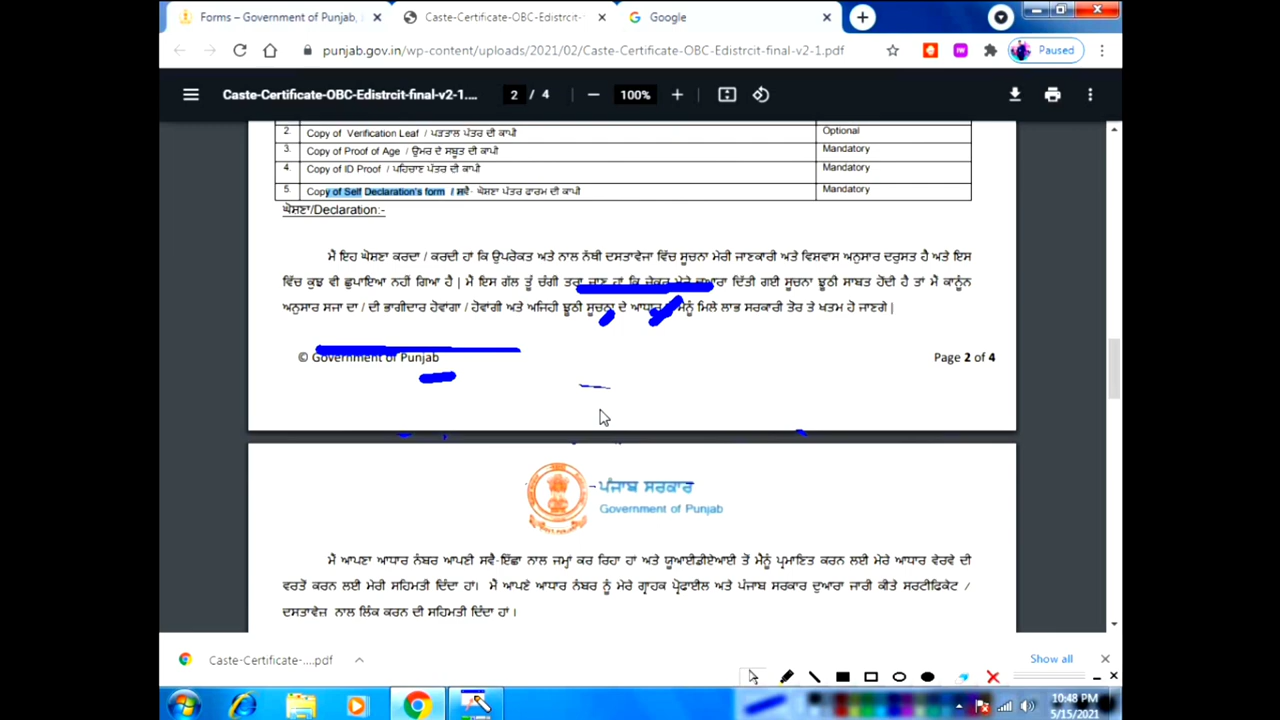 Forms – Government of Punjab, I
Caste-Certificate-OBC-Edistrcit-
Google
punjab.gov.in/wp-content/uploads/2021/02/Caste-Certificate-OBC-Edistrcit-final-v2-1.pdf
Paused
Caste-Certificate-OBC-Edistrcit-final-v2-1.... 2 / 4 100%
2. Copy of Verification Leaf / ਪੜਤਾਲ ਪੱਤਰ ਦੀ ਕਾਪੀ Optional
3. Copy of Proof of Age / ਉਮਰ ਦੇ ਸਬੂਤ ਦੀ ਕਾਪੀ Mandatory
4. Copy of ID Proof / ਪਹਿਚਾਣ ਪੱਤਰ ਦੀ ਕਾਪੀ Mandatory
5. Copy of Self Declaration's form / ਸਵੈ- ਘੋਸ਼ਣਾ ਪੱਤਰ ਫਾਰਮ ਦੀ ਕਾਪੀ Mandatory
ਘੋਸ਼ਣਾ/Declaration:-
ਮੈ ਇਹ ਘੋਸ਼ਣਾ ਕਰਦਾ / ਕਰਦੀ ਹਾਂ ਕਿ ਉਪਰੋਕਤ ਅਤੇ ਨਾਲ ਨੱਥੀ ਦਸਤਾਵੇਜਾ ਵਿੱਚ ਸੂਚਨਾ ਮੇਰੀ ਜਾਣਕਾਰੀ ਅਤੇ ਵਿਸ਼ਵਾਸ ਅਨੁਸਾਰ ਦਰੁਸਤ ਹੈ ਅਤੇ ਇਸ
ਵਿੱਚ ਕੁਝ ਵੀ ਛੁਪਾਇਆ ਨਹੀਂ ਗਿਆ ਹੈ | ਮੈ ਇਸ ਗੱਲ ਤੂੰ ਚੰਗੀ ਤਰਾ ਜਾਣ ਹਾਂ ਕਿ ਜੇਕਰ ਮੇਰੇ ਦੁਆਰਾ ਦਿੱਤੀ ਗਈ ਸੂਚਨਾ ਝੂਠੀ ਸਾਬਤ ਹੋਂਦੀ ਹੈ ਤਾਂ ਮੈ ਕਾਨੂੰਨ
ਅਨੁਸਾਰ ਸਜਾ ਦਾ / ਦੀ ਭਾਗੀਦਾਰ ਹੋਵਾਂਗਾ / ਹੋਵਾਂਗੀ ਅਤੇ ਅਜਿਹੀ ਝੂਠੀ ਸੂਚਨਾ ਦੇ ਆਧਾਰ ਮੈਨੂੰ ਮਿਲੇ ਲਾਭ ਸਰਕਾਰੀ ਤੋਰ ਤੇ ਖਤਮ ਹੋ ਜਾਣਗੇ |
© Government of Punjab Page 2 of 4
ਪੰਜਾਬ ਸਰਕਾਰ
Government of Punjab
ਮੈ ਆਪਣਾ ਆਧਾਰ ਨੰਬਰ ਆਪਣੀ ਸਵੈ-ਇੱਛਾ ਨਾਲ ਜਮ੍ਹਾ ਕਰ ਰਿਹਾ ਹਾਂ ਅਤੇ ਯੂਆਈਡੀਏਆਈ ਤੋਂ ਮੈਨੂੰ ਪ੍ਰਮਾਣਿਤ ਕਰਨ ਲਈ ਮੇਰੇ ਆਧਾਰ ਵੇਰਵੇ ਦੀ
ਵਰਤੋਂ ਕਰਨ ਲਈ ਮੇਰੀ ਸਹਿਮਤੀ ਦਿੰਦਾ ਹਾਂ। ਮੈ ਆਪਣੇ ਆਧਾਰ ਨੰਬਰ ਨੂੰ ਮੇਰੇ ਗ੍ਰਾਹਕ ਪ੍ਰੋਫਾਈਲ ਅਤੇ ਪੰਜਾਬ ਸਰਕਾਰ ਦੁਆਰਾ ਜਾਰੀ ਕੀਤੇ ਸਰਟੀਫਿਕੇਟ /
ਦਸਤਾਵੇਜ਼ ਨਾਲ ਲਿੰਕ ਕਰਨ ਦੀ ਸਹਿਮਤੀ ਦਿੰਦਾ ਹਾਂ ।
Caste-Certificate-....pdf Show all
10:48 PM
5/15/2021